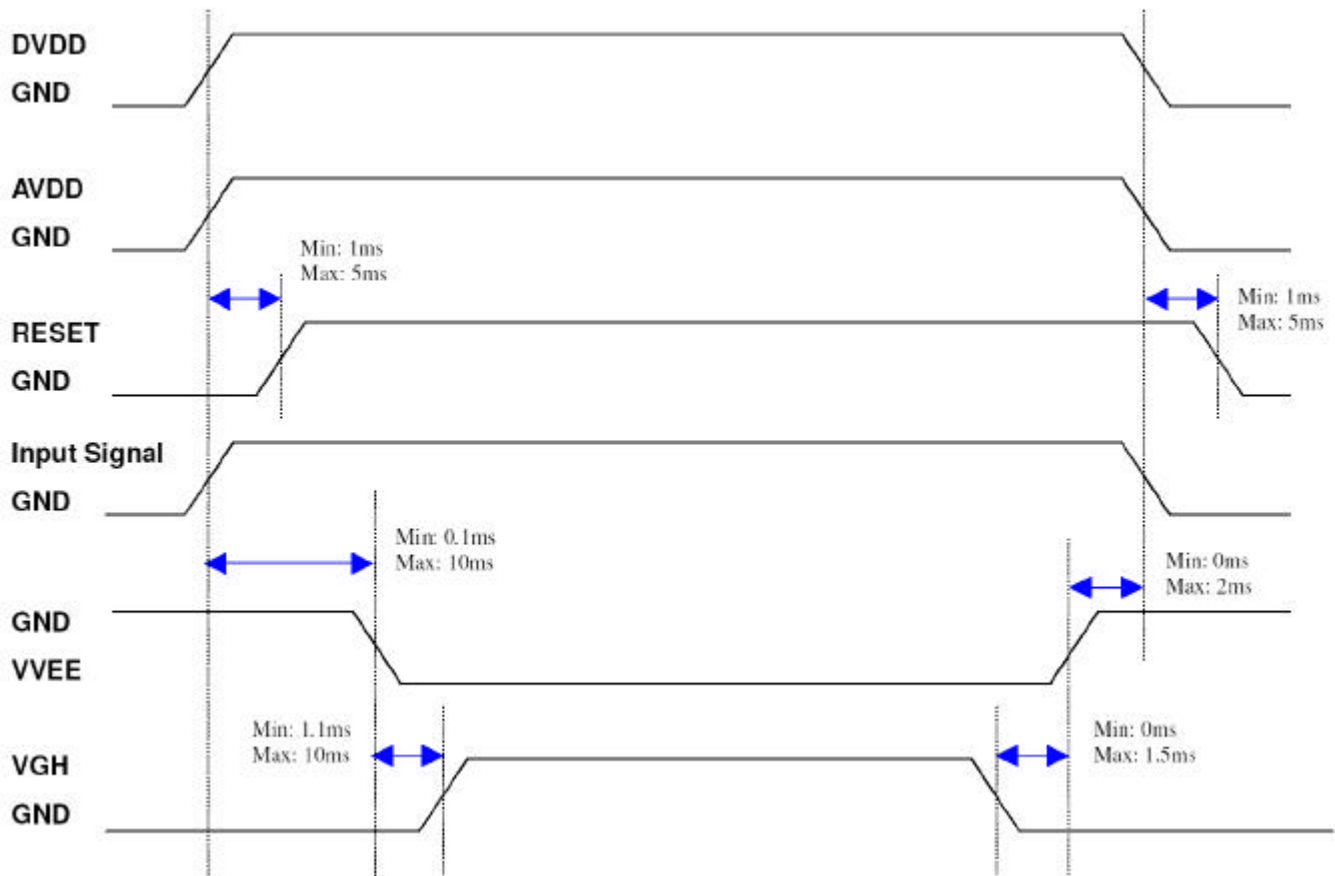 DVDD
GND
AVDD
GND
Min: 1ms
Max: 5ms
Min: 1ms
Max: 5ms
RESET
GND
Input Signal
GND
Min: 0.1ms
Max: 10ms
Min: 0ms
Max: 2ms
GND
VVEE
Min: 1.1ms
Max: 10ms
Min: 0ms
Max: 1.5ms
VGH
GND